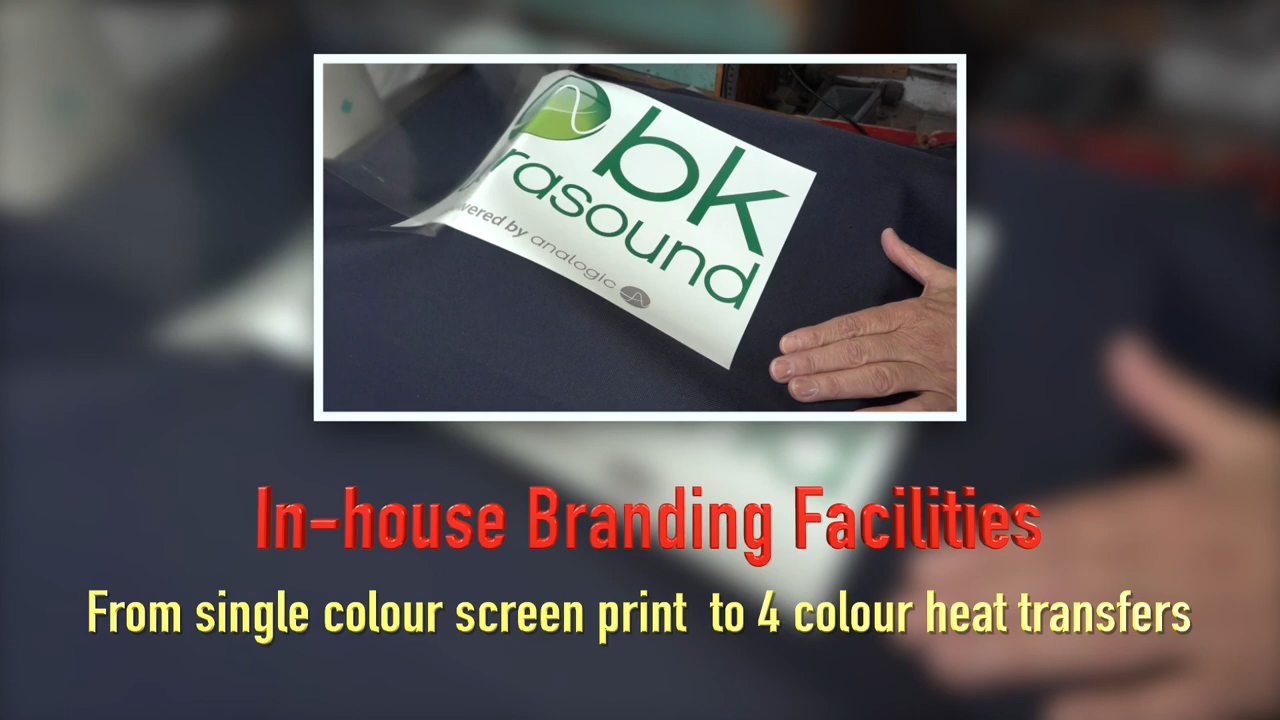 bk
rasound
wered by analogic
In-house Branding Facilities
From single colour screen print to 4 colour heat transfers